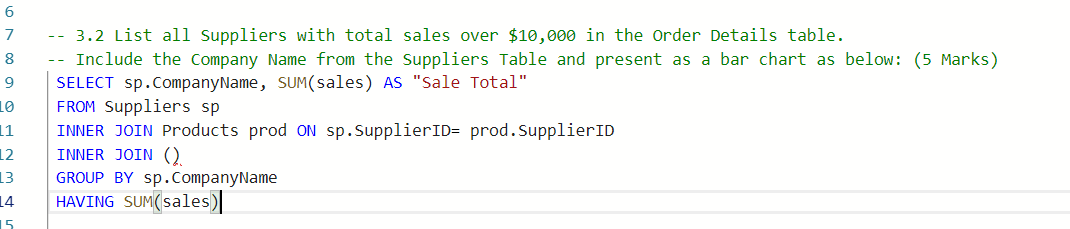 6
7 -- 3.2 List all Suppliers with total sales over $10,000 in the Order Details table.
8 -- Include the Company Name from the Suppliers Table and present as a bar chart as below: (5 Marks)
9 SELECT sp.CompanyName, SUM(sales) AS "Sale Total"
10 FROM Suppliers sp
11 INNER JOIN Products prod ON sp.SupplierID= prod.SupplierID
12 INNER JOIN ()
13 GROUP BY sp.CompanyName
14 HAVING SUM(sales)
15